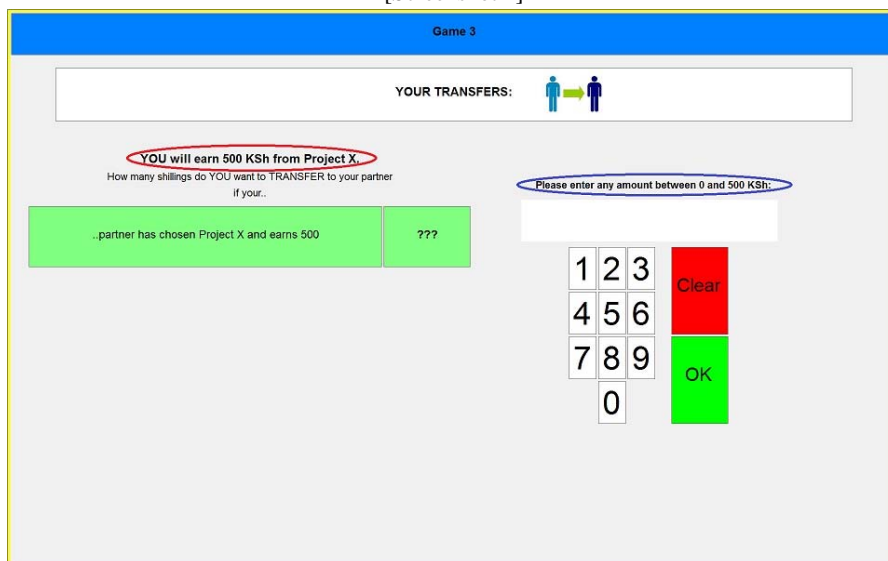 Game 3
YOUR TRANSFERS:
YOU will earn 500 KSh from Project X.
How many shillings do YOU want to TRANSFER to your partner
if your..
..partner has chosen Project X and earns 500
???
Please enter any amount between 0 and 500 KSh:
1 2 3
Clear
4 5 6
7 8 9
OK
0